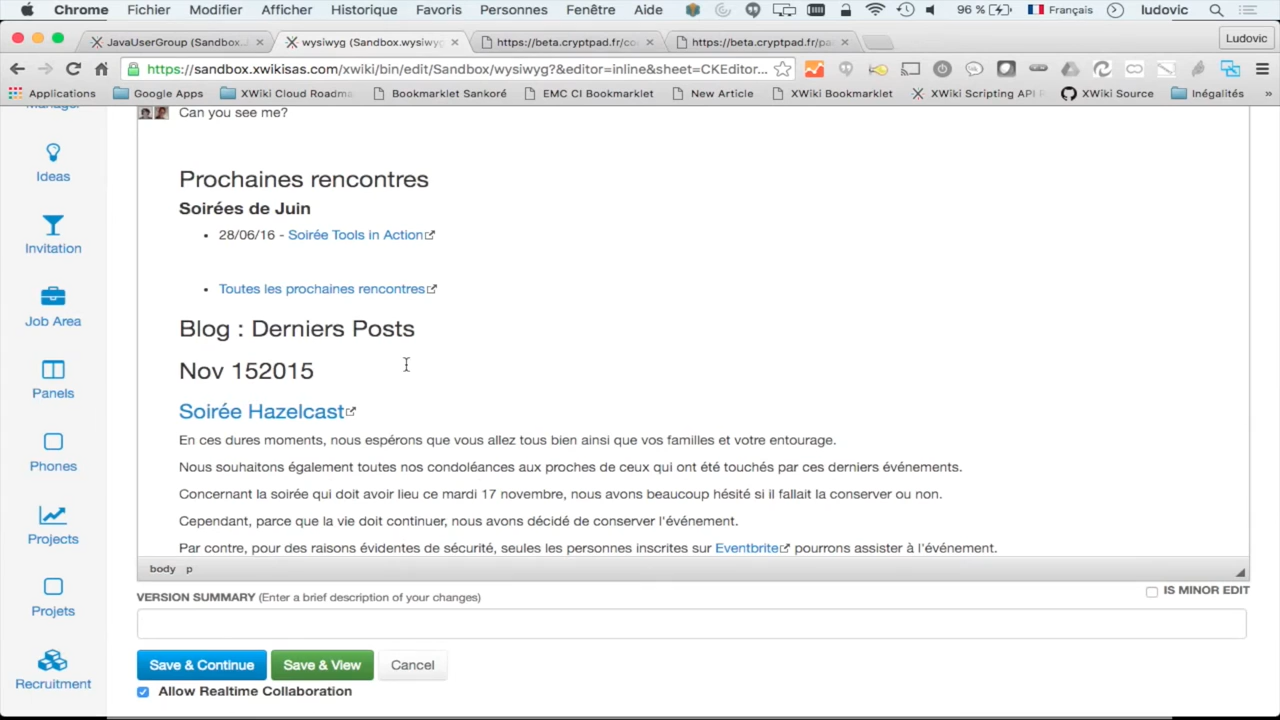 Chrome Fichier Modifier Afficher Historique Favoris Personnes Fenêtre Aide 96 % Français ludovic
JavaUserGroup (Sandbox. wysiwyg (Sandbox.wysiwyg https://beta.cryptpad.fr/co https://beta.cryptpad.fr/pa Ludovic
https://sandbox.xwikisas.com/xwiki/bin/edit/Sandbox/wysiwyg?&editor=inline&sheet=CKEditor...
Applications Google Apps XWiki Cloud Roadma Bookmarklet Sankoré EMC CI Bookmarklet New Article XWiki Bookmarklet XWiki Scripting API XWiki Source Inégalités »
Manager
Ideas
Invitation
Job Area
Panels
Phones
Projects
Projets
Recruitment
Can you see me?
Prochaines rencontres
Soirées de Juin
• 28/06/16 - Soirée Tools in Action
• Toutes les prochaines rencontres
Blog : Derniers Posts
Nov 152015
Soirée Hazelcast
En ces dures moments, nous espérons que vous allez tous bien ainsi que vos familles et votre entourage.
Nous souhaitons également toutes nos condoléances aux proches de ceux qui ont été touchés par ces derniers événements.
Concernant la soirée qui doit avoir lieu ce mardi 17 novembre, nous avons beaucoup hésité si il fallait la conserver ou non.
Cependant, parce que la vie doit continuer, nous avons décidé de conserver l'événement.
Par contre, pour des raisons évidentes de sécurité, seules les personnes inscrites sur Eventbrite pourrons assister à l'événement.
body p
VERSION SUMMARY (Enter a brief description of your changes) IS MINOR EDIT
Save & Continue Save & View Cancel
Allow Realtime Collaboration